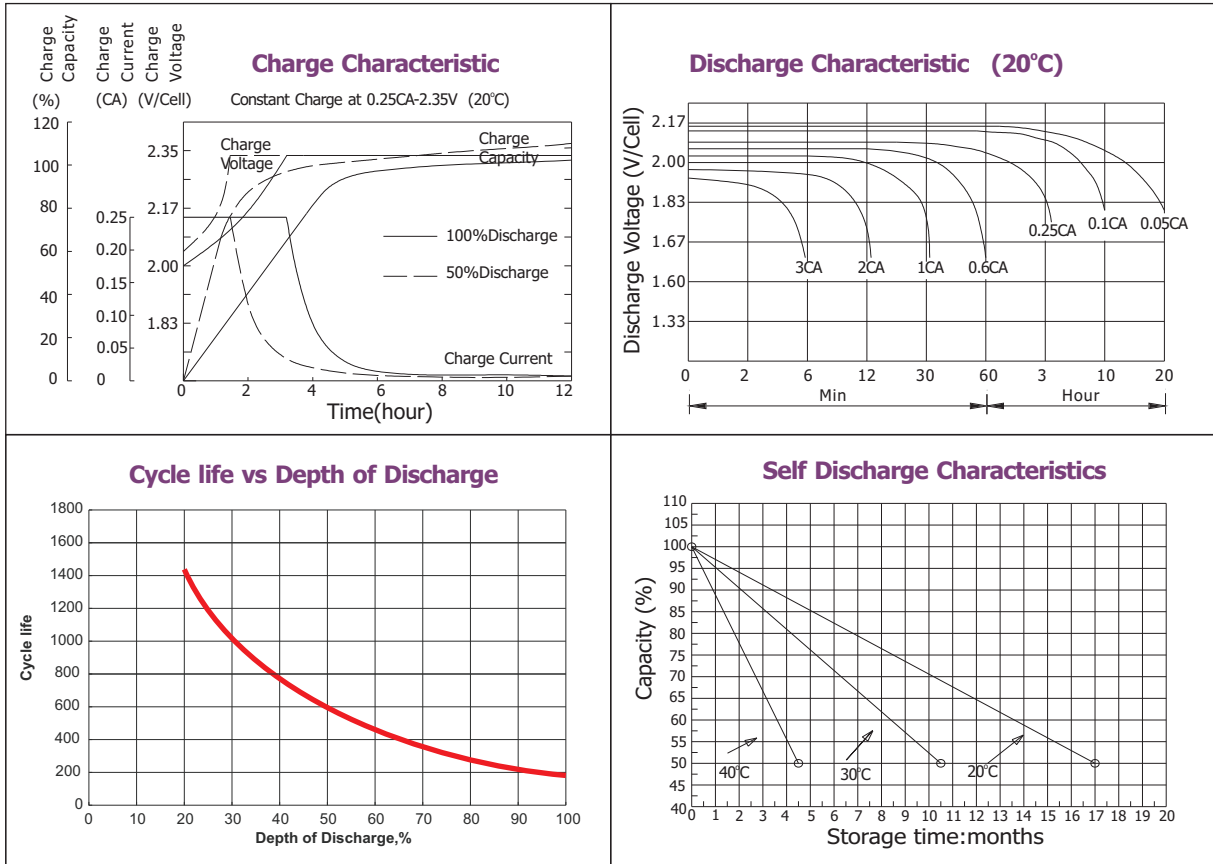 Charge Capacity
Charge Current
Charge Voltage
(%) (CA) (V/Cell)
Charge Characteristic
Constant Charge at 0.25CA-2.35V (20°C)
120
100
80
60
40
20
0
0.25
0.20
0.15
0.10
0.05
0
2.35
2.17
2.00
1.83
Charge Voltage
Charge Capacity
100%Discharge
50%Discharge
Charge Current
0 2 4 6 8 10 12
Time(hour)
Discharge Characteristic (20°C)
Discharge Voltage (V/Cell)
2.17
2.00
1.83
1.67
1.60
1.33
3CA 2CA 1CA 0.6CA 0.25CA 0.1CA 0.05CA
0 2 6 12 30 60 3 10 20
Min Hour
Cycle life vs Depth of Discharge
Cycle life
1800
1600
1400
1200
1000
800
600
400
200
0
0 10 20 30 40 50 60 70 80 90 100
Depth of Discharge,%
Self Discharge Characteristics
Capacity (%)
110
105
100
95
90
85
80
75
70
65
60
55
50
40
40°C 30°C 20°C
0 1 2 3 4 5 6 7 8 9 10 11 12 13 14 15 16 17 18 19 20
Storage time:months